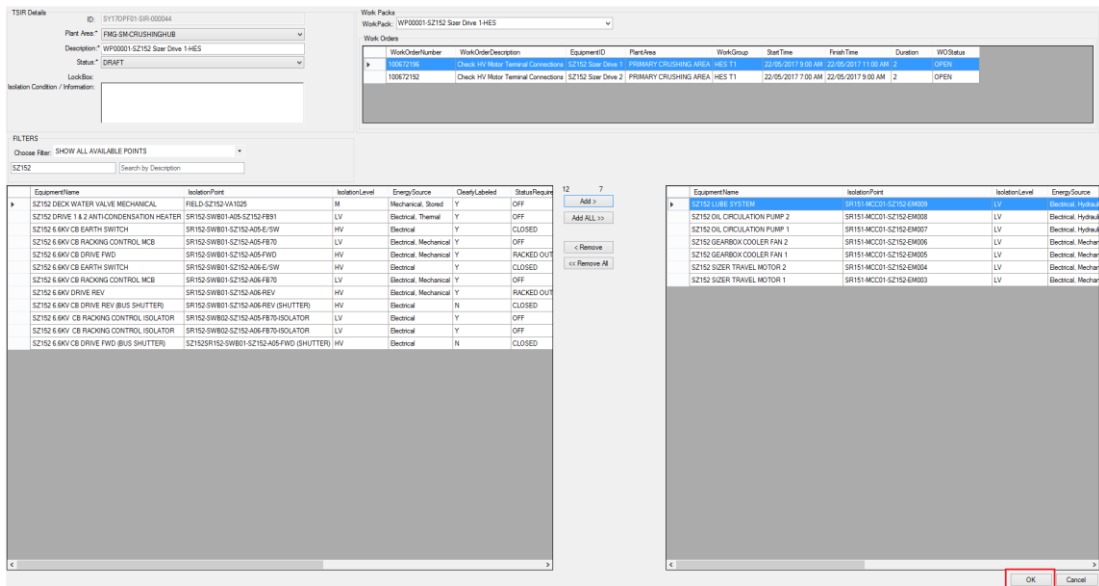 TSIR Details
ID: SY17OPF01-SIR-000044
Plant Area:* FMG-SM-CRUSHINGHUB
Description:* WP00001-SZ152 Sizer Drive 1-HES
Status:* DRAFT
LockBox:
Isolation Condition / Information:
Work Packs
WorkPack: WP00001-SZ152 Sizer Drive 1-HES
Work Orders
WorkOrderNumber WorkOrderDescription EquipmentID PlantArea WorkGroup StartTime FinishTime Duration WOStatus
100672196 Check HV Motor Teminal Connections SZ152 Sizer Drive 1 PRIMARY CRUSHING AREA HES T1 22/05/2017 9:00 AM 22/05/2017 11:00 AM 2 OPEN
100672192 Check HV Motor Teminal Connections SZ152 Sizer Drive 2 PRIMARY CRUSHING AREA HES T1 22/05/2017 7:00 AM 22/05/2017 9:00 AM 2 OPEN
FILTERS
Choose Filter: SHOW ALL AVAILABLE POINTS
SZ152 Search by Description
EquipmentName IsolationPoint IsolationLevel EnergySource ClearlyLabeled StatusRequire
SZ152 DECK WATER VALVE MECHANICAL FIELD-SZ152-VA1025 M Mechanical, Stored Y OFF
SZ152 DRIVE 1 & 2 ANTI-CONDENSATION HEATER SR152-SWB01-A05-SZ152-FB91 LV Electrical, Thermal Y OFF
SZ152 6.6KV CB EARTH SWITCH SR152-SWB01-SZ152-A05-E/SW HV Electrical Y CLOSED
SZ152 6.6KV CB RACKING CONTROL MCB SR152-SWB01-SZ152-A05-FB70 LV Electrical, Mechanical Y OFF
SZ152 6.6KV DRIVE FWD SR152-SWB01-SZ152-A05-FWD HV Electrical, Mechanical Y RACKED OUT
SZ152 6.6KV CB EARTH SWITCH SR152-SWB01-SZ152-A06-E/SW HV Electrical Y CLOSED
SZ152 6.6KV CB RACKING CONTROL MCB SR152-SWB01-SZ152-A06-FB70 LV Electrical, Mechanical Y OFF
SZ152 6.6KV DRIVE REV SR152-SWB01-SZ152-A06-REV HV Electrical, Mechanical Y RACKED OUT
SZ152 6.6KV CB DRIVE REV (BUS SHUTTER) SR152-SWB01-SZ152-A06-REV (SHUTTER) HV Electrical N CLOSED
SZ152 6.6KV CB RACKING CONTROL ISOLATOR SR152-SWB02-SZ152-A05-FB70-ISOLATOR LV Electrical Y OFF
SZ152 6.6KV CB RACKING CONTROL ISOLATOR SR152-SWB02-SZ152-A06-FB70-ISOLATOR LV Electrical Y OFF
SZ152 6.6KV CB DRIVE FWD (BUS SHUTTER) SZ152SR152-SWB01-SZ152-A05-FWD (SHUTTER) HV Electrical N CLOSED
12 7
Add >
Add ALL >>
< Remove
<< Remove All
EquipmentName IsolationPoint IsolationLevel EnergySource
SZ152 LUBE SYSTEM SR151-MCC01-SZ152-EM009 LV Electrical, Hydrauli
SZ152 OIL CIRCULATION PUMP 2 SR151-MCC01-SZ152-EM008 LV Electrical, Hydrauli
SZ152 OIL CIRCULATION PUMP 1 SR151-MCC01-SZ152-EM007 LV Electrical, Hydrauli
SZ152 GEARBOX COOLER FAN 2 SR151-MCC01-SZ152-EM006 LV Electrical, Mechar
SZ152 GEARBOX COOLER FAN 1 SR151-MCC01-SZ152-EM005 LV Electrical, Mechar
SZ152 SIZER TRAVEL MOTOR 2 SR151-MCC01-SZ152-EM004 LV Electrical, Mechar
SZ152 SIZER TRAVEL MOTOR 1 SR151-MCC01-SZ152-EM003 LV Electrical, Mechar
OK Cancel